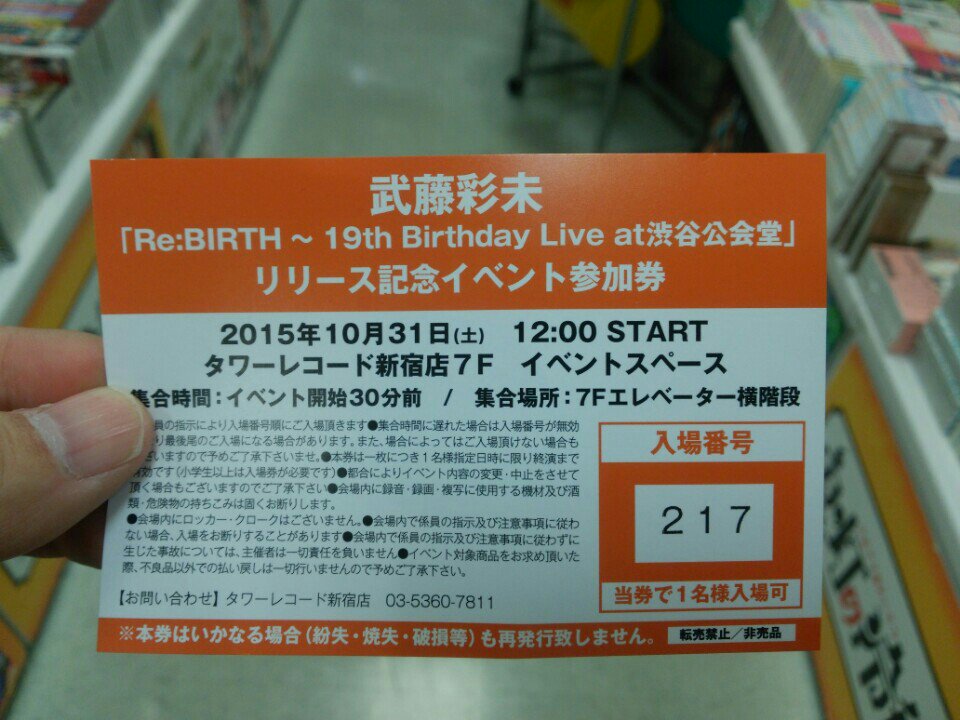 武藤彩未
「Re:BIRTH ~ 19th Birthday Live at渋谷公会堂」
リリース記念イベント参加券
2015年10月31日(土) 12:00 START
タワーレコード新宿店7F イベントスペース
集合時間:イベント開始30分前 / 集合場所:7Fエレベーター横階段
員の指示により入場番号順にご入場頂きます●集合時間に遅れた場合は入場番号が無効
り最後尾のご入場になる場合があります。また、場合によってはご入場頂けない場合も
ざいますので予めご了承下さいませ。●本券は一枚につき1名様指定日時に限り終演まで
有効です(小学生以上は入場券が必要です)●都合によりイベント内容の変更・中止をさせて
頂く場合もございますのでご了承下さい●会場内に録音・録画・複写に使用する機材及び酒
類・危険物の持ちこみは固くお断りします。
●会場内にロッカー・クロークはございません。●会場内で係員の指示及び注意事項に従わ
ない場合、入場をお断りすることがあります●会場内で係員の指示及び注意事項に従わずに
生じた事故については、主催者は一切責任を負いません●イベント対象商品をお求め頂いた
際、不良品以外での払い戻しは一切行いませんので予めご了承下さい。
【お問い合わせ】タワーレコード新宿店 03-5360-7811
入場番号
217
当券で1名様入場可
※本券はいかなる場合(紛失・焼失・破損等)も再発行致しません。 転売禁止/非売品